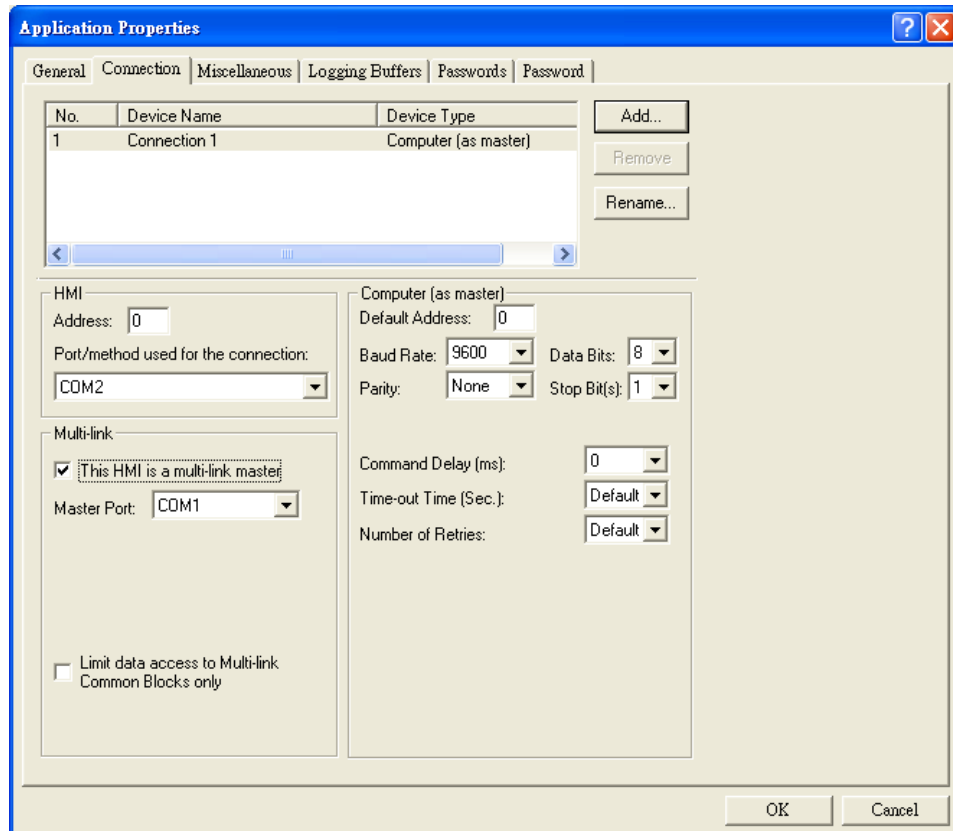 Application Properties
General Connection Miscellaneous Logging Buffers Passwords Password
No. Device Name Device Type
1 Connection 1 Computer (as master)
Add...
Remove
Rename...
HMI
Address: 0
Port/method used for the connection:
COM2
Multi-link
This HMI is a multi-link master
Master Port: COM1
Limit data access to Multi-link
Common Blocks only
Computer (as master)
Default Address: 0
Baud Rate: 9600 Data Bits: 8
Parity: None Stop Bit(s): 1
Command Delay (ms): 0
Time-out Time (Sec.): Default
Number of Retries: Default
OK Cancel